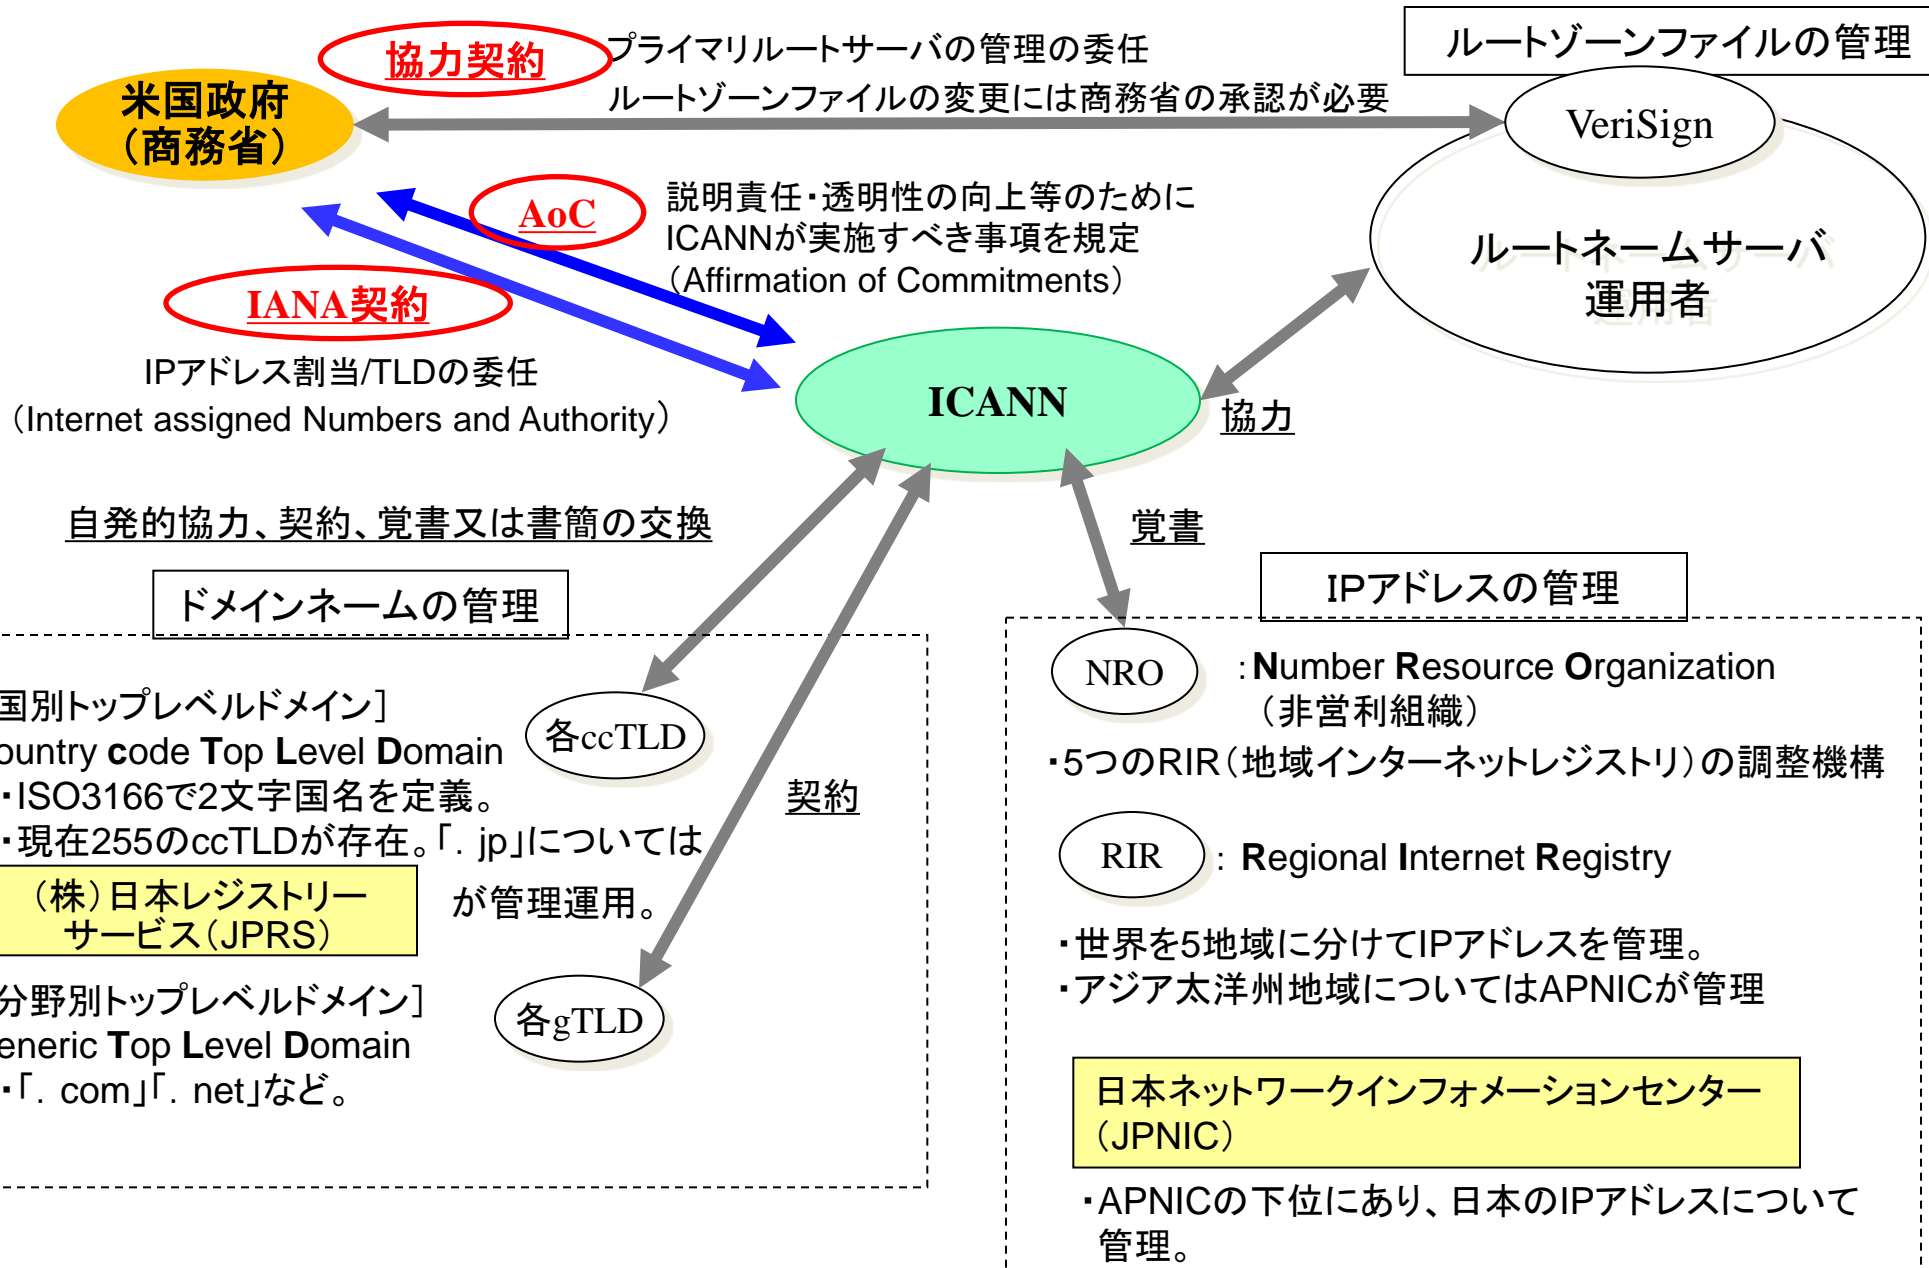 協力契約
プライマリルートサーバの管理の委任
ルートゾーンファイルの変更には商務省の承認が必要
ルートゾーンファイルの管理
米国政府
（商務省）
VeriSign
ルートネームサーバ
運用者
AoC
説明責任・透明性の向上等のために
ICANNが実施すべき事項を規定
（Affirmation of Commitments）
IANA契約
IPアドレス割当/TLDの委任
（Internet assigned Numbers and Authority）
ICANN
協力
自発的協力、契約、覚書又は書簡の交換
覚書
ドメインネームの管理
国別トップレベルドメイン］
ountry code Top Level Domain
・ISO3166で2文字国名を定義。
・現在255のccTLDが存在。「．jp」については
（株）日本レジストリー
サービス（JPRS）
が管理運用。
各ccTLD
契約
分野別トップレベルドメイン］
eneric Top Level Domain
・「．com」「．net」など。
各gTLD
IPアドレスの管理
NRO
：Number Resource Organization
（非営利組織）
・5つのRIR（地域インターネットレジストリ）の調整機構
RIR
：Regional Internet Registry
・世界を5地域に分けてIPアドレスを管理。
・アジア太洋州地域についてはAPNICが管理
日本ネットワークインフォメーションセンター
（JPNIC）
・APNICの下位にあり、日本のIPアドレスについて
管理。